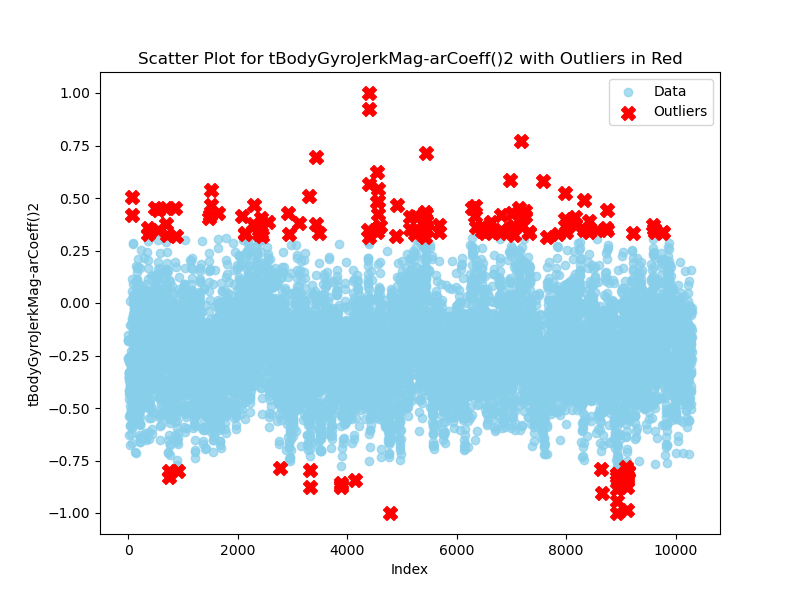 Scatter Plot for tBodyGyroJerkMag-arCoeff()2 with Outliers in Red
Data
Outliers
tBodyGyroJerkMag-arCoeff()2
1.00
0.75
0.50
0.25
0.00
−0.25
−0.50
−0.75
−1.00
0 2000 4000 6000 8000 10000
Index